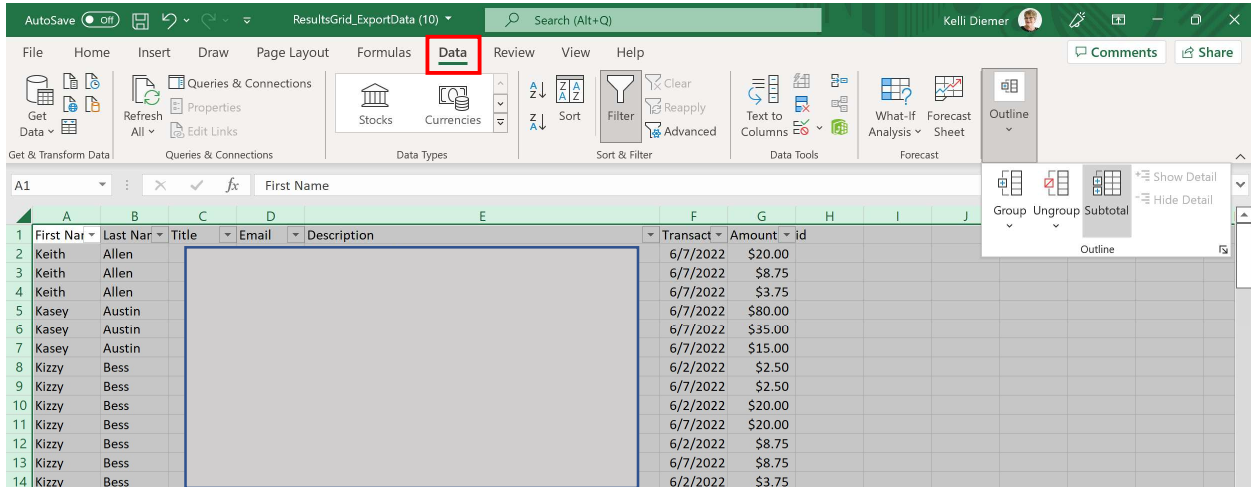 AutoSave Off ResultsGrid_ExportData (10) Search (Alt+Q) Kelli Diemer
File Home Insert Draw Page Layout Formulas Data Review View Help Comments Share
Get Data
Refresh All
Queries & Connections
Properties
Edit Links
Stocks Currencies
Sort
Filter
Clear
Reapply
Advanced
Text to Columns
What-If Analysis
Forecast Sheet
Outline
Get & Transform Data Queries & Connections Data Types Sort & Filter Data Tools Forecast
A1 fx First Name
Group Ungroup Subtotal
Show Detail
Hide Detail
Outline
A B C D E F G H I J
1 First Nar Last Nar Title Email Description Transact Amount id
2 Keith Allen 6/7/2022 $20.00
3 Keith Allen 6/7/2022 $8.75
4 Keith Allen 6/7/2022 $3.75
5 Kasey Austin 6/7/2022 $80.00
6 Kasey Austin 6/7/2022 $35.00
7 Kasey Austin 6/7/2022 $15.00
8 Kizzy Bess 6/2/2022 $2.50
9 Kizzy Bess 6/7/2022 $2.50
10 Kizzy Bess 6/2/2022 $20.00
11 Kizzy Bess 6/7/2022 $20.00
12 Kizzy Bess 6/2/2022 $8.75
13 Kizzy Bess 6/7/2022 $8.75
14 Kizzy Bess 6/2/2022 $3.75